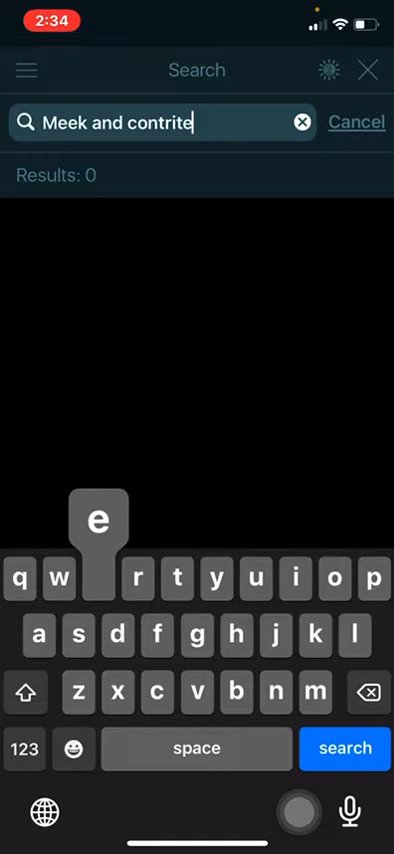 2:34
Search
Meek and contrite
Cancel
Results: 0
e
q w r t y u i o p
a s d f g h j k l
z x c v b n m
123 space search